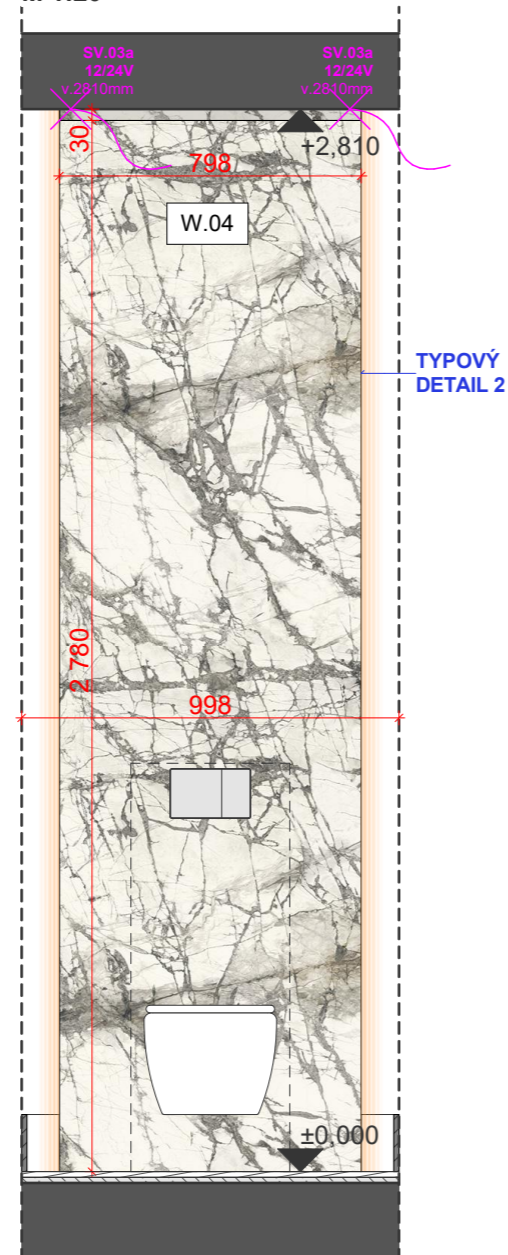 SV.03a
12/24V
v.2810mm
SV.03a
12/24V
v.2810mm
30
+2,810
798
W.04
TYPOVÝ
DETAIL 2
2 780
998
±0,000